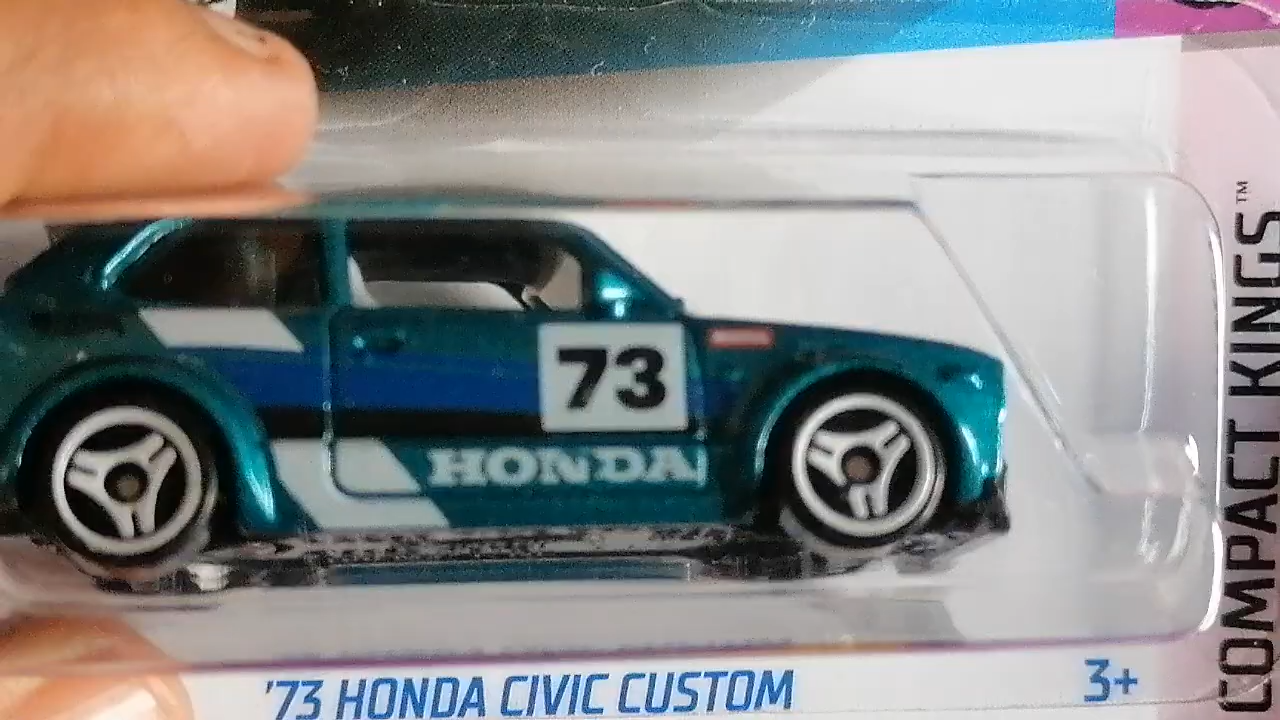 73
HONDA
'73 HONDA CIVIC CUSTOM
3+
COMPACT KINGS™